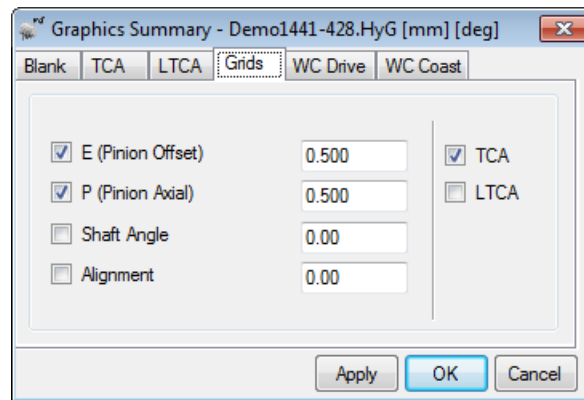 Graphics Summary - Demo1441-428.HyG [mm] [deg]
Blank TCA LTCA Grids WC Drive WC Coast
E (Pinion Offset) 0.500 TCA
P (Pinion Axial) 0.500 LTCA
Shaft Angle 0.00
Alignment 0.00
Apply OK Cancel